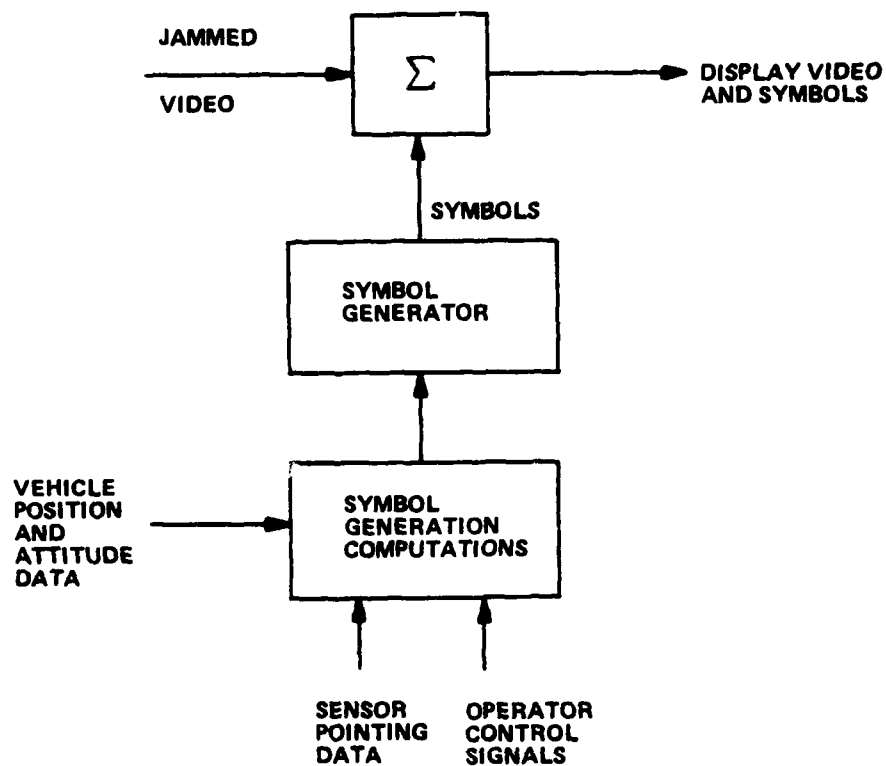 JAMMED
VIDEO
Σ
DISPLAY VIDEO
AND SYMBOLS
SYMBOLS
SYMBOL
GENERATOR
VEHICLE
POSITION
AND
ATTITUDE
DATA
SYMBOL
GENERATION
COMPUTATIONS
SENSOR
POINTING
DATA
OPERATOR
CONTROL
SIGNALS